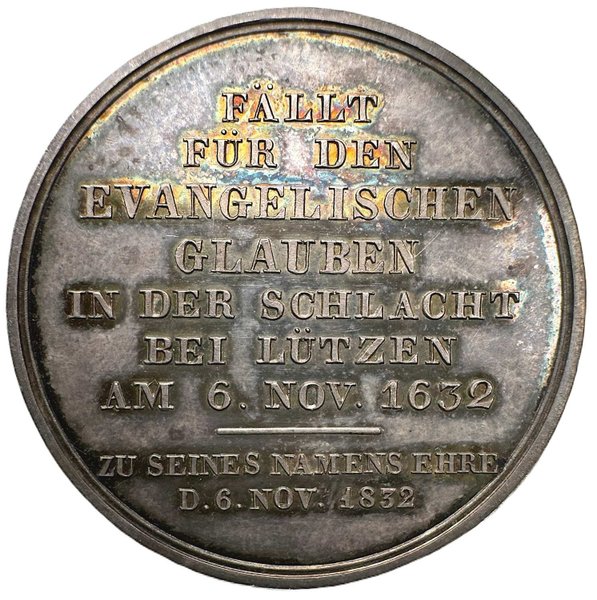 FÄLLT
FÜR DEN
EVANGELISCHEN
GLAUBEN
IN DER SCHLACHT
BEI LÜTZEN
AM 6. NOV. 1632
ZU SEINES NAMENS EHRE
D. 6. NOV. 1832